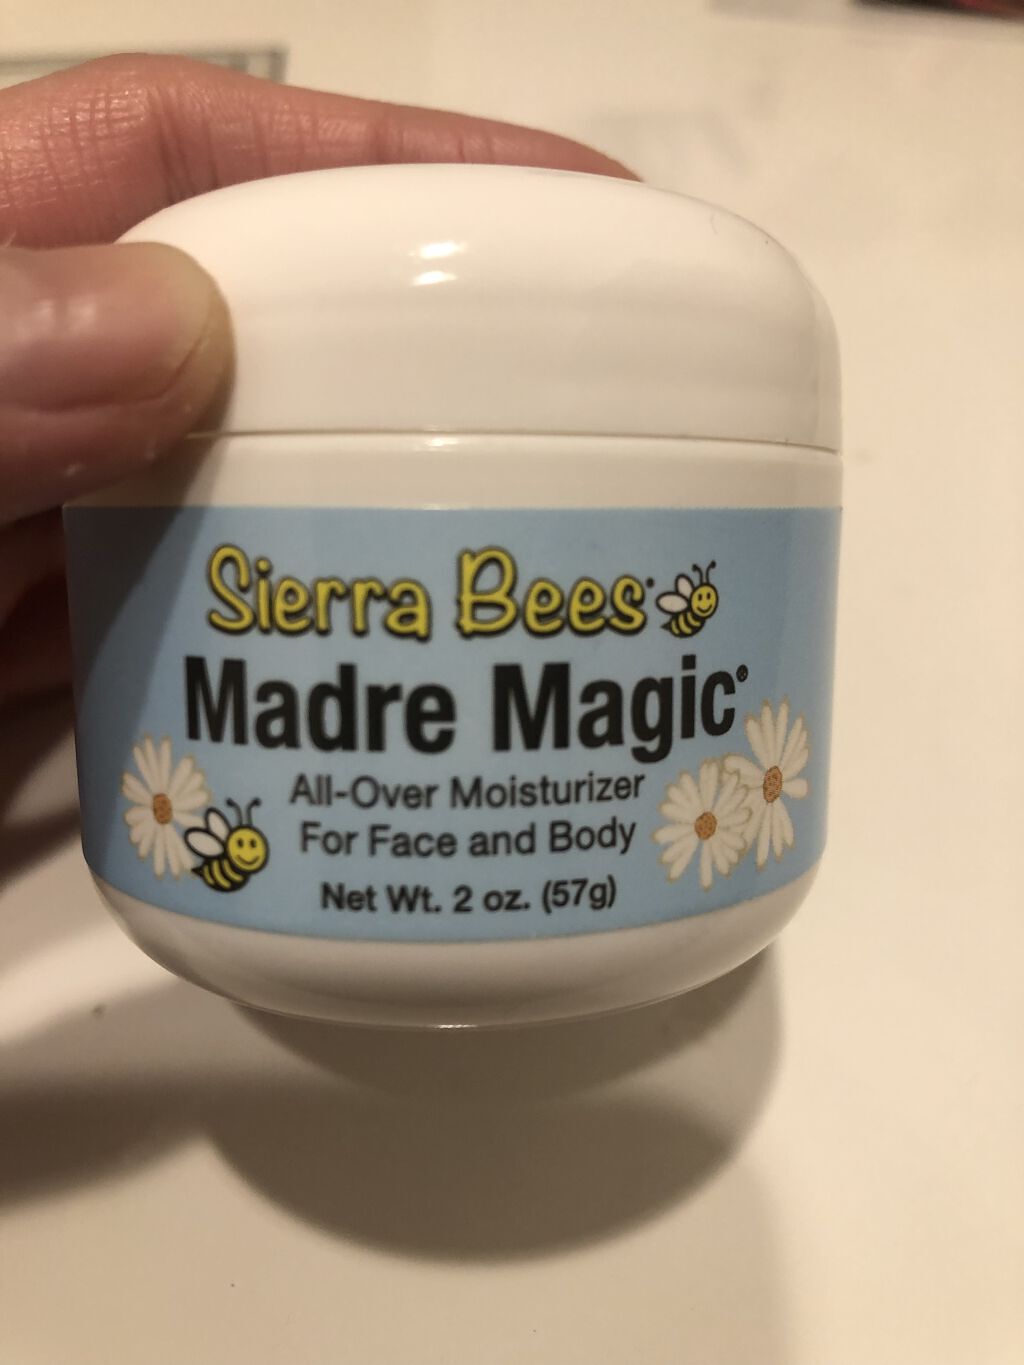 Sierra Bees®
Madre Magic®
All-Over Moisturizer
For Face and Body
Net Wt. 2 oz. (57g)